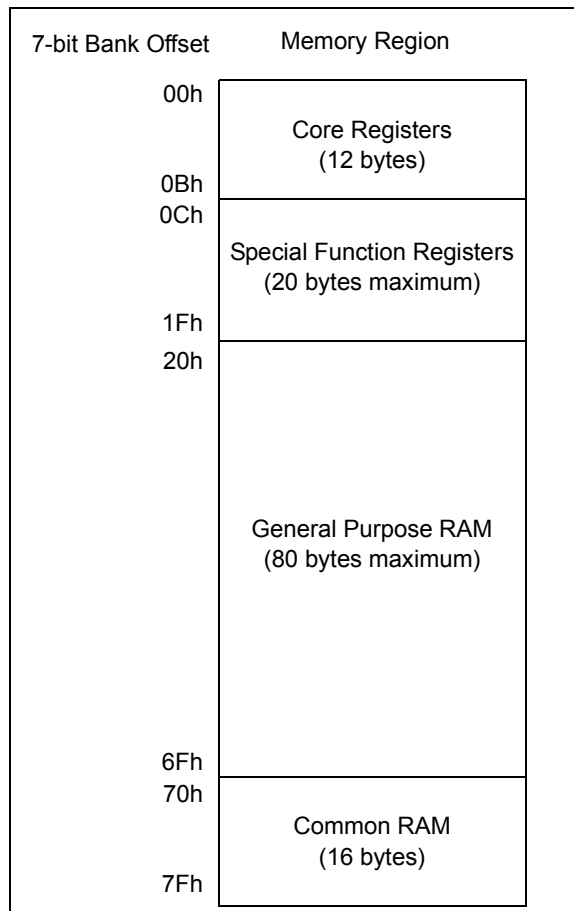 7-bit Bank Offset Memory Region
00h
Core Registers
(12 bytes)
0Bh
0Ch
Special Function Registers
(20 bytes maximum)
1Fh
20h
General Purpose RAM
(80 bytes maximum)
6Fh
70h
Common RAM
(16 bytes)
7Fh